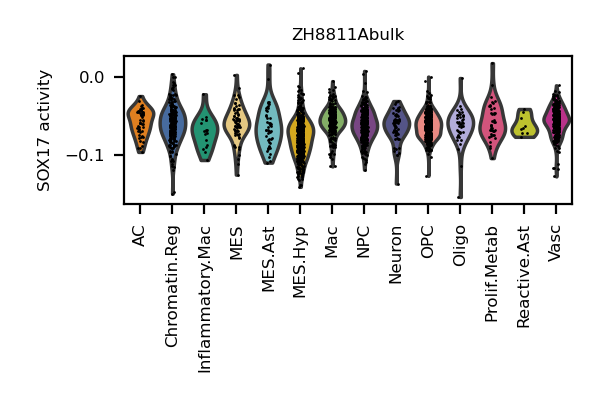 ZH8811Abulk
SOX17 activity
0.0
−0.1
AC
Chromatin.Reg
Inflammatory.Mac
MES
MES.Ast
MES.Hyp
Mac
NPC
Neuron
OPC
Oligo
Prolif.Metab
Reactive.Ast
Vasc